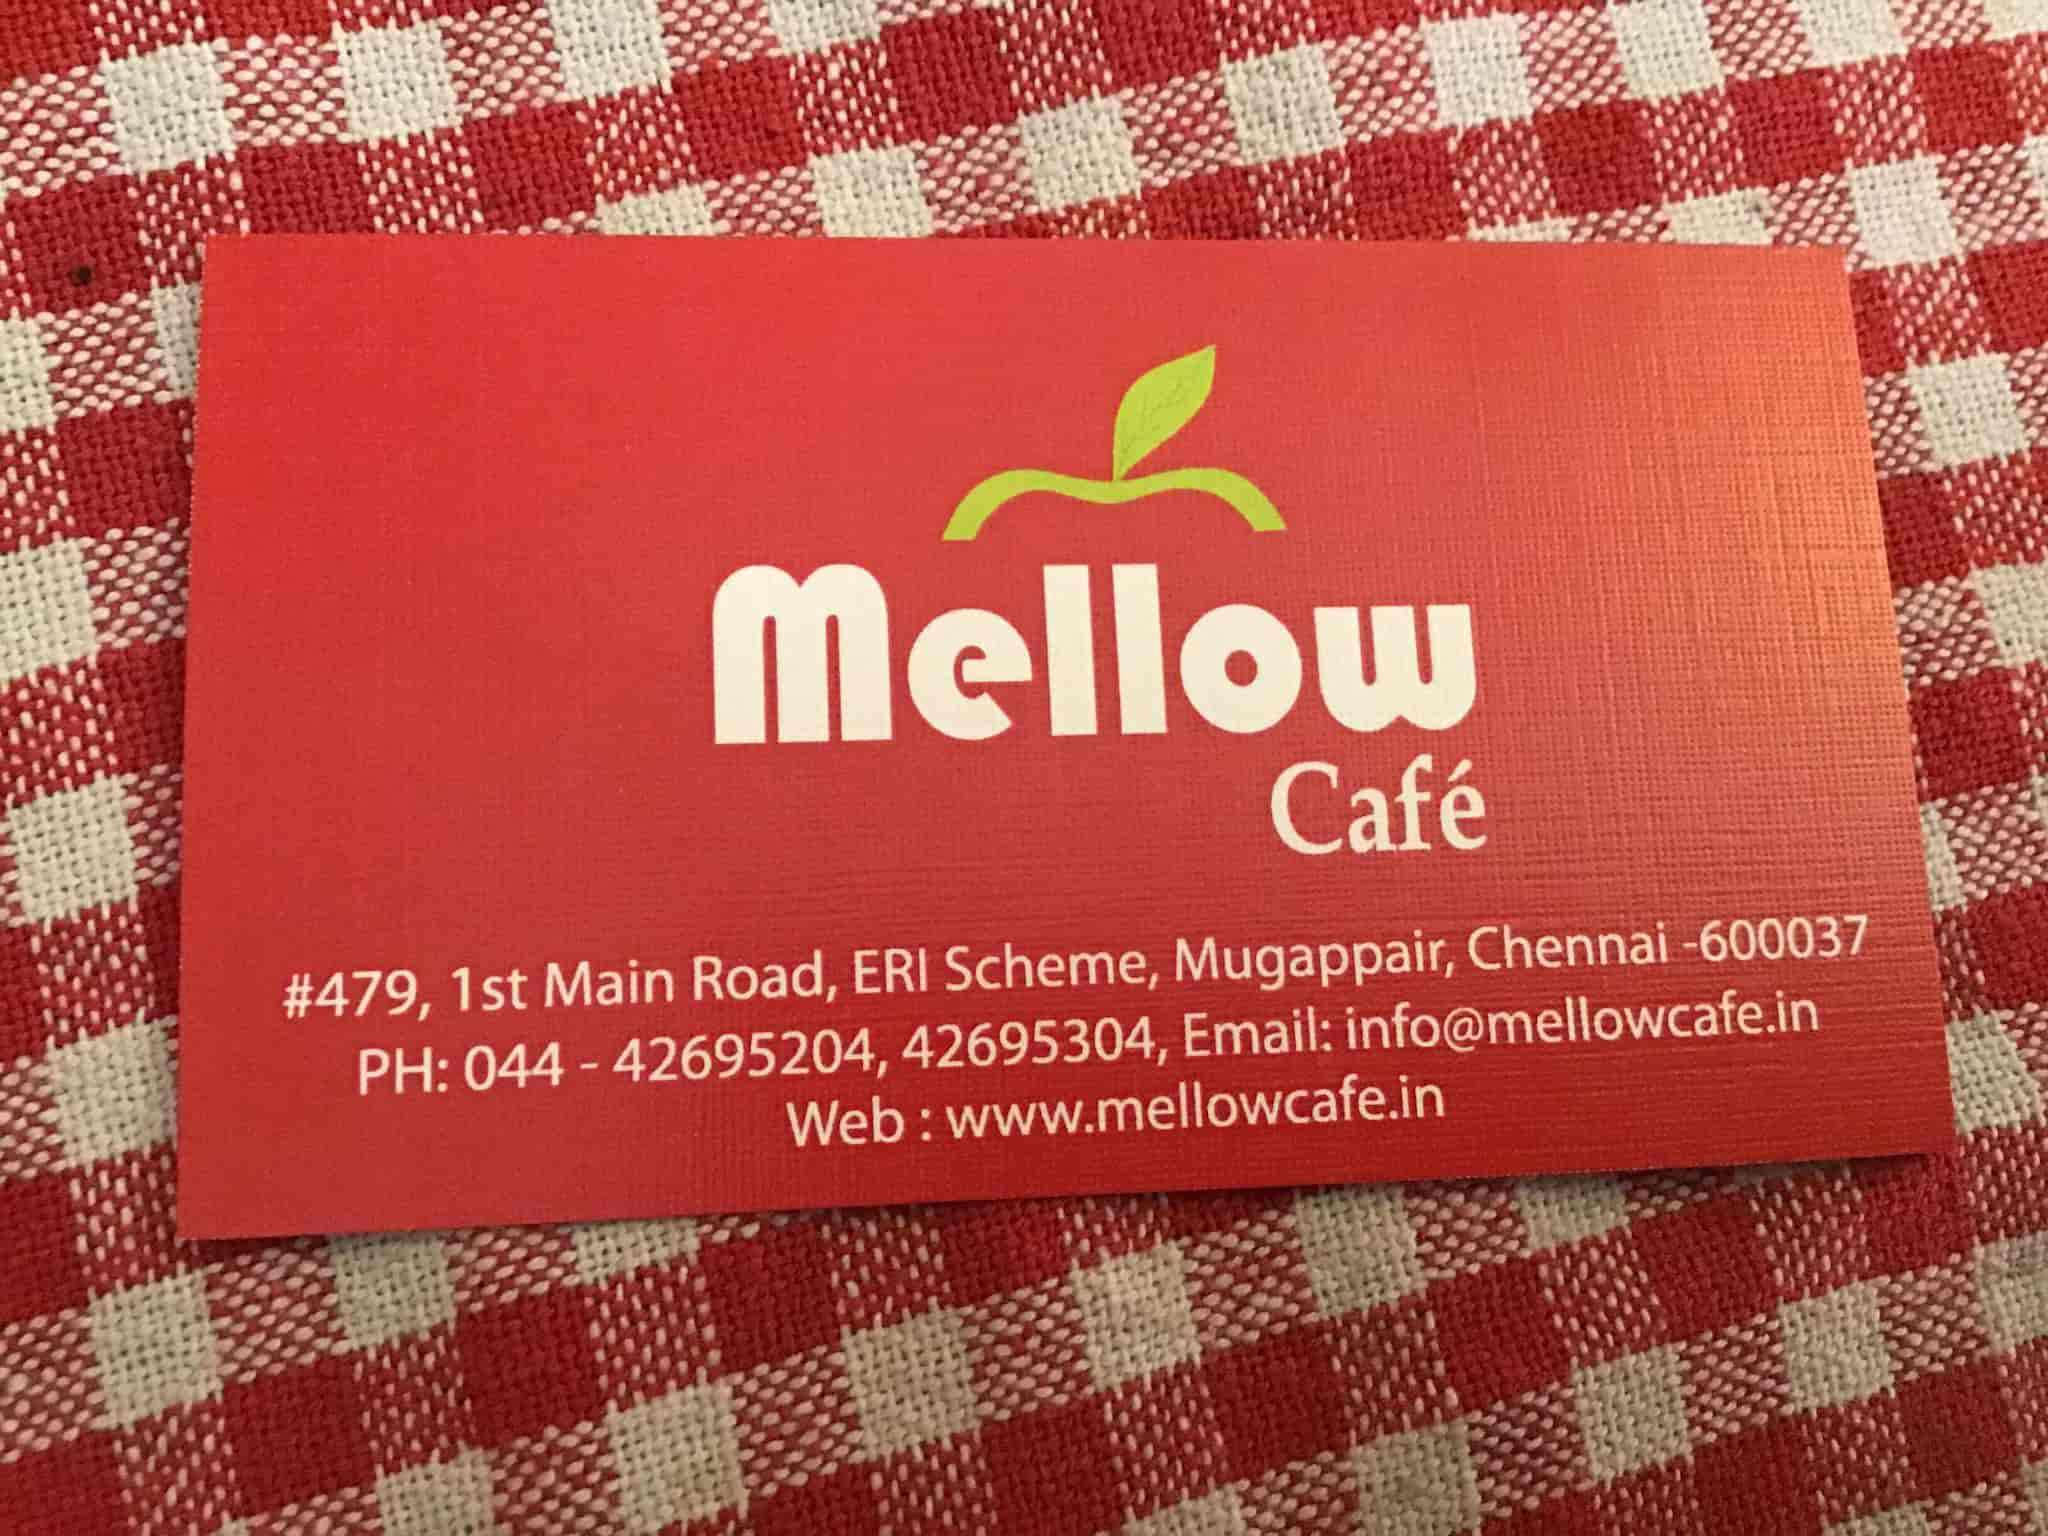 Mellow
Café
#479, 1st Main Road, ERI Scheme, Mugappair, Chennai -600037
PH: 044 - 42695204, 42695304, Email: info@mellowcafe.in
Web : www.mellowcafe.in